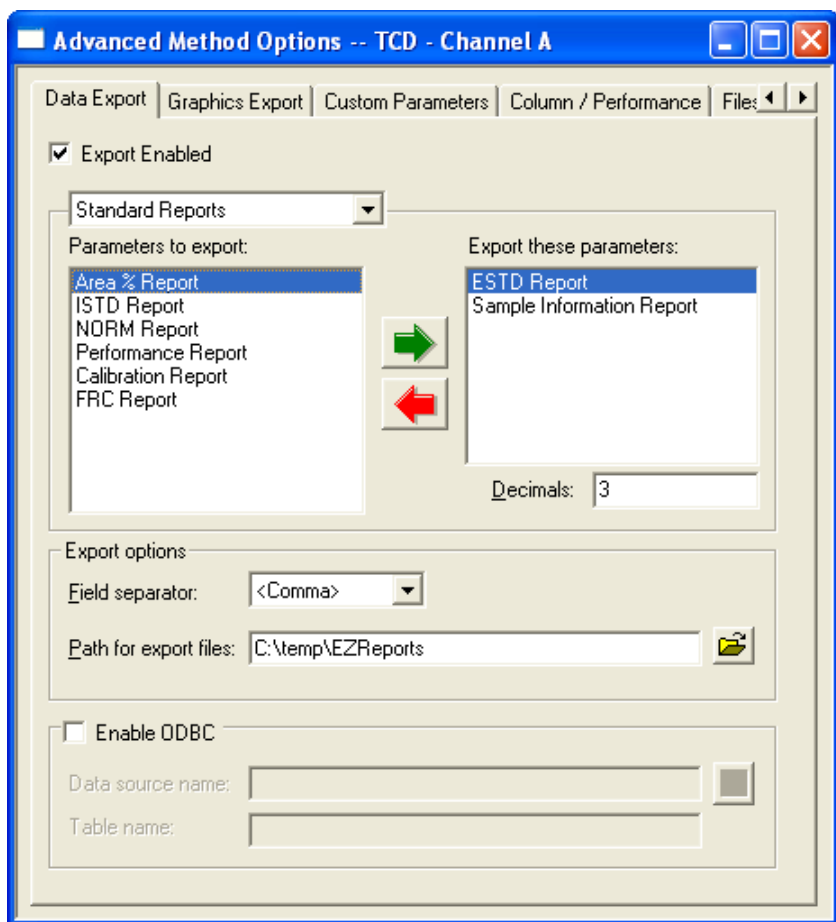 Advanced Method Options -- TCD - Channel A
Data Export Graphics Export Custom Parameters Column / Performance Files
Export Enabled
Standard Reports
Parameters to export:
Area % Report
ISTD Report
NORM Report
Performance Report
Calibration Report
FRC Report
Export these parameters:
ESTD Report
Sample Information Report
Decimals: 3
Export options
Field separator: <Comma>
Path for export files: C:\temp\EZReports
Enable ODBC
Data source name:
Table name: